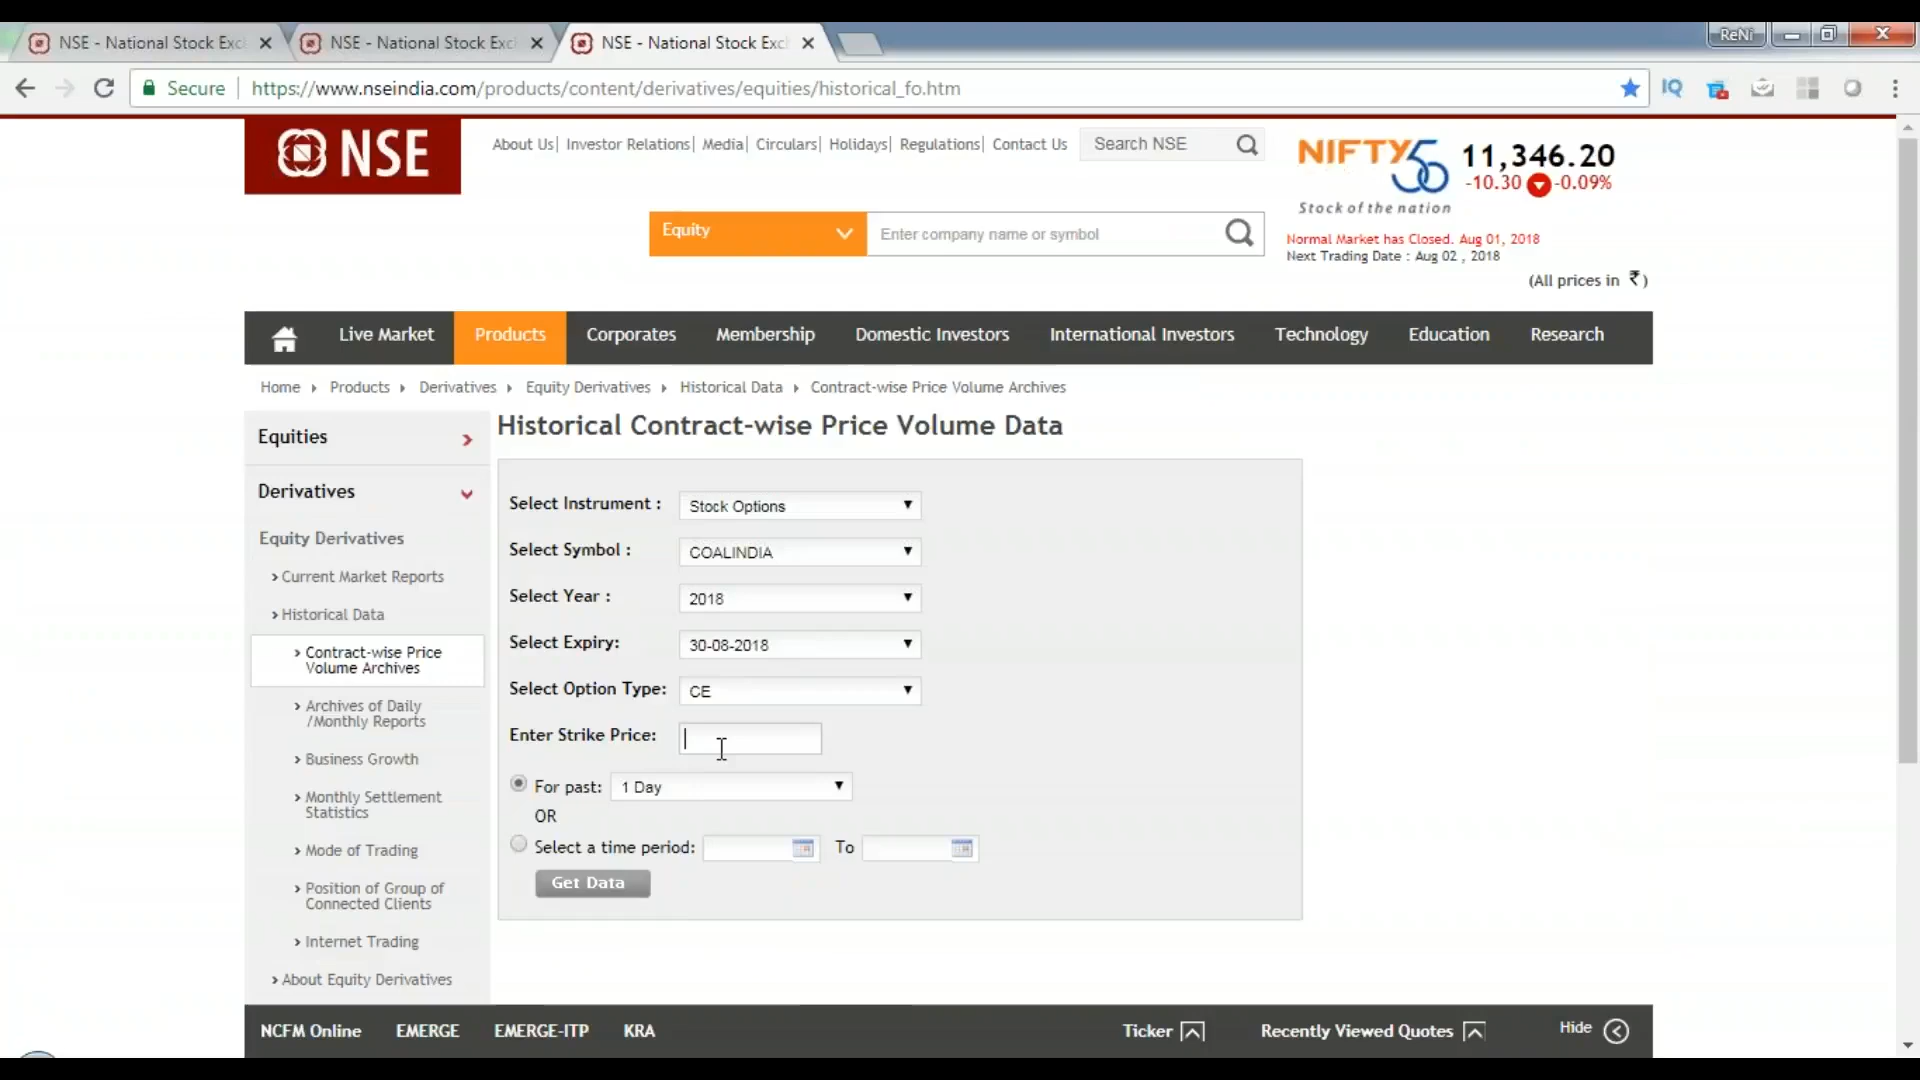 NSE - National Stock Exc
NSE - National Stock Exc
NSE - National Stock Exch
ReNi
Secure
https://www.nseindia.com/products/content/derivatives/equities/historical_fo.htm
IQ
NSE
About Us| Investor Relations| Media| Circulars| Holidays| Regulations| Contact Us
Search NSE
NIFTY50
11,346.20
-10.30 -0.09%
Stock of the nation
Equity
Enter company name or symbol
Normal Market has Closed. Aug 01, 2018
Next Trading Date : Aug 02 , 2018
(All prices in ₹ )
Live Market Products Corporates Membership Domestic Investors International Investors Technology Education Research
Home Products Derivatives Equity Derivatives Historical Data Contract-wise Price Volume Archives
Equities
Derivatives
Equity Derivatives
Current Market Reports
Historical Data
Contract-wise Price
Volume Archives
Archives of Daily
/Monthly Reports
Business Growth
Monthly Settlement
Statistics
Mode of Trading
Position of Group of
Connected Clients
Internet Trading
About Equity Derivatives
Historical Contract-wise Price Volume Data
Select Instrument : Stock Options
Select Symbol : COALINDIA
Select Year : 2018
Select Expiry: 30-08-2018
Select Option Type: CE
Enter Strike Price:
For past: 1 Day
OR
Select a time period: To
Get Data
NCFM Online EMERGE EMERGE-ITP KRA Ticker Recently Viewed Quotes Hide